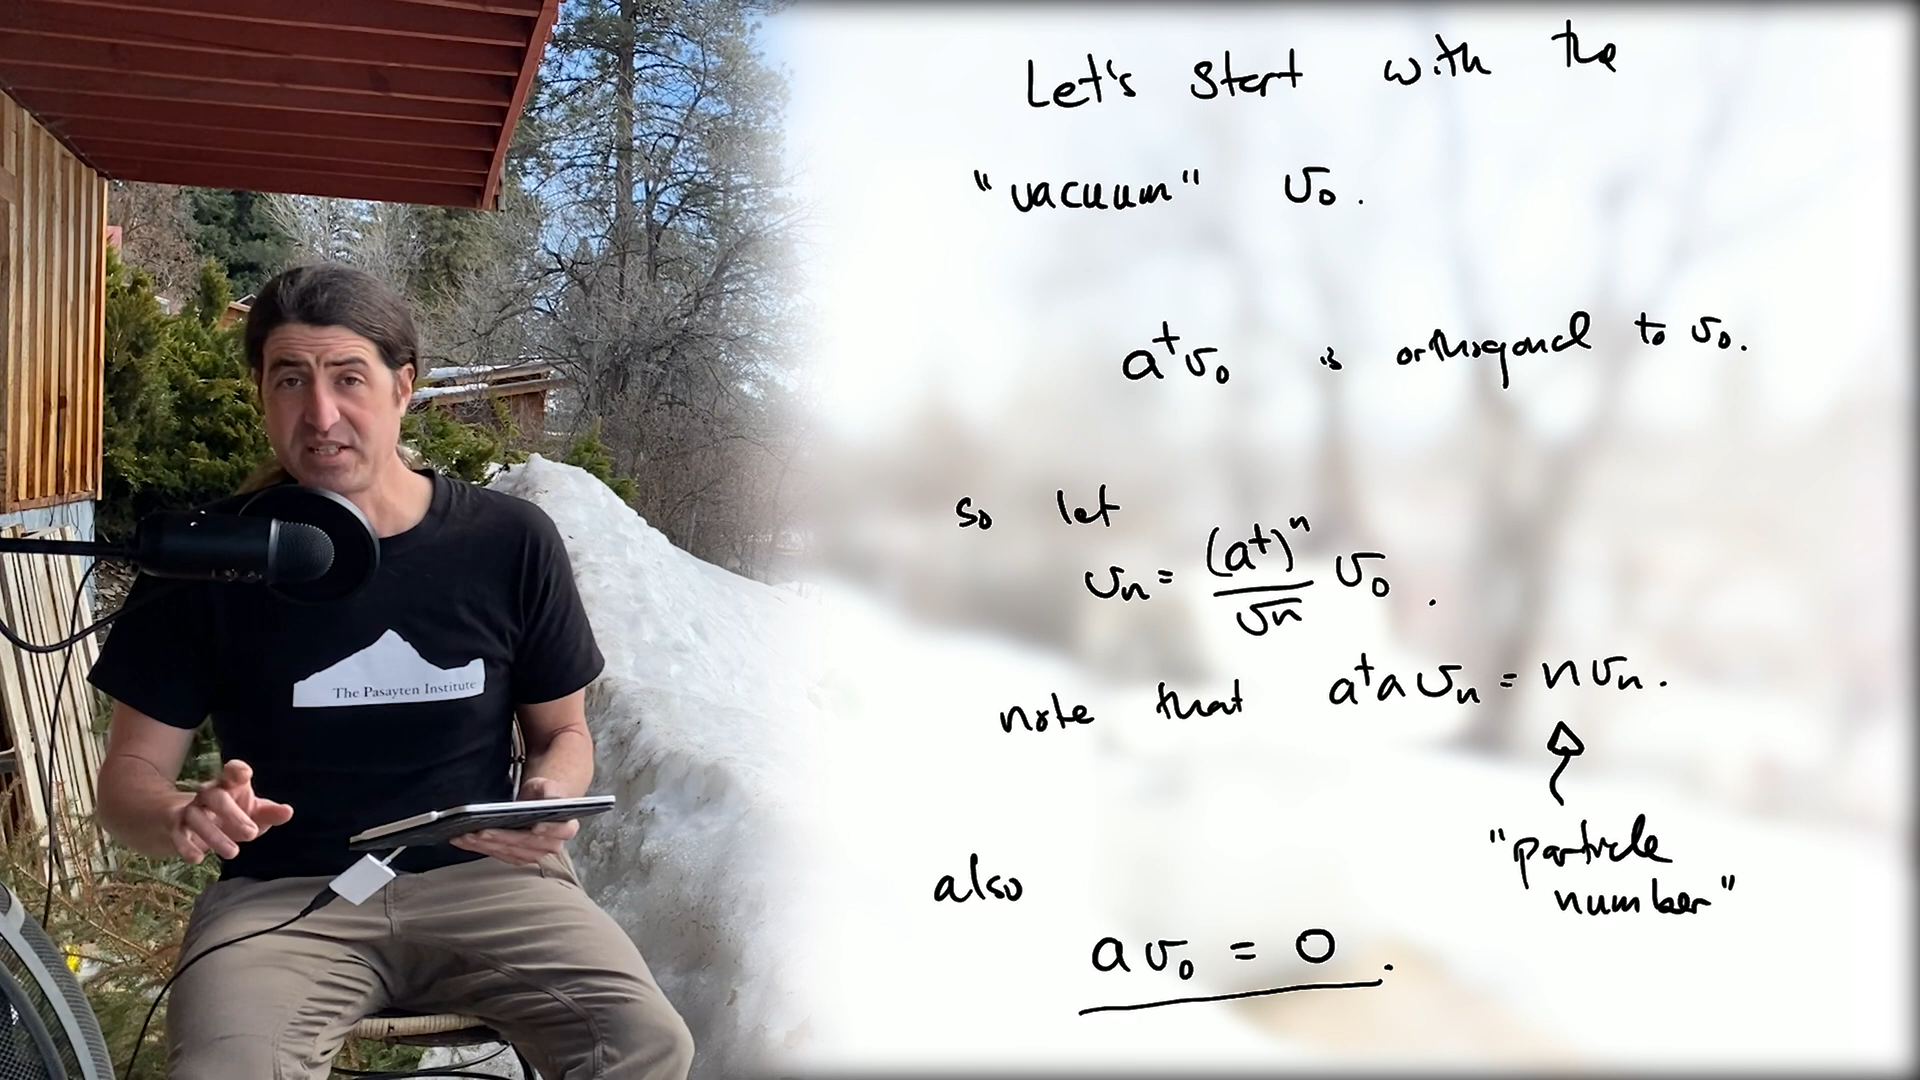 Let's start with the
"vacuum" v₀.
a†v₀ is orthogonal to v₀.
so let
vₙ = (a†)ⁿ/√n v₀.
note that a†a vₙ = n vₙ.
"particle
number"
also
a v₀ = 0.
The Pasayten Institute